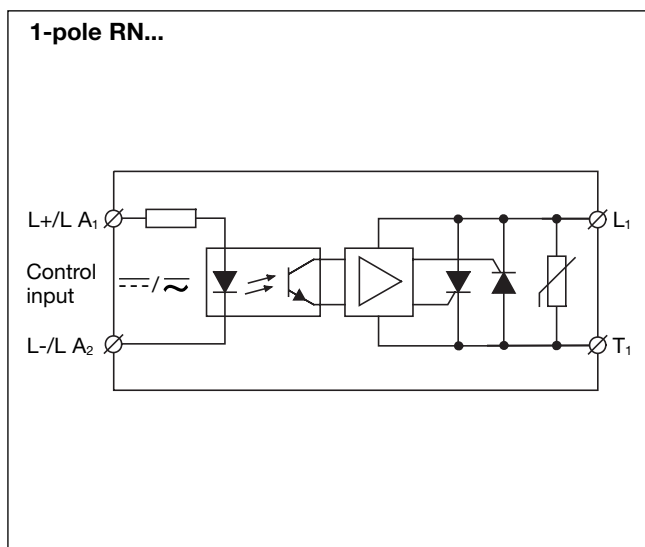 1-pole RN...
L+/L A₁
L₁
Control
input
L-/L A₂
T₁